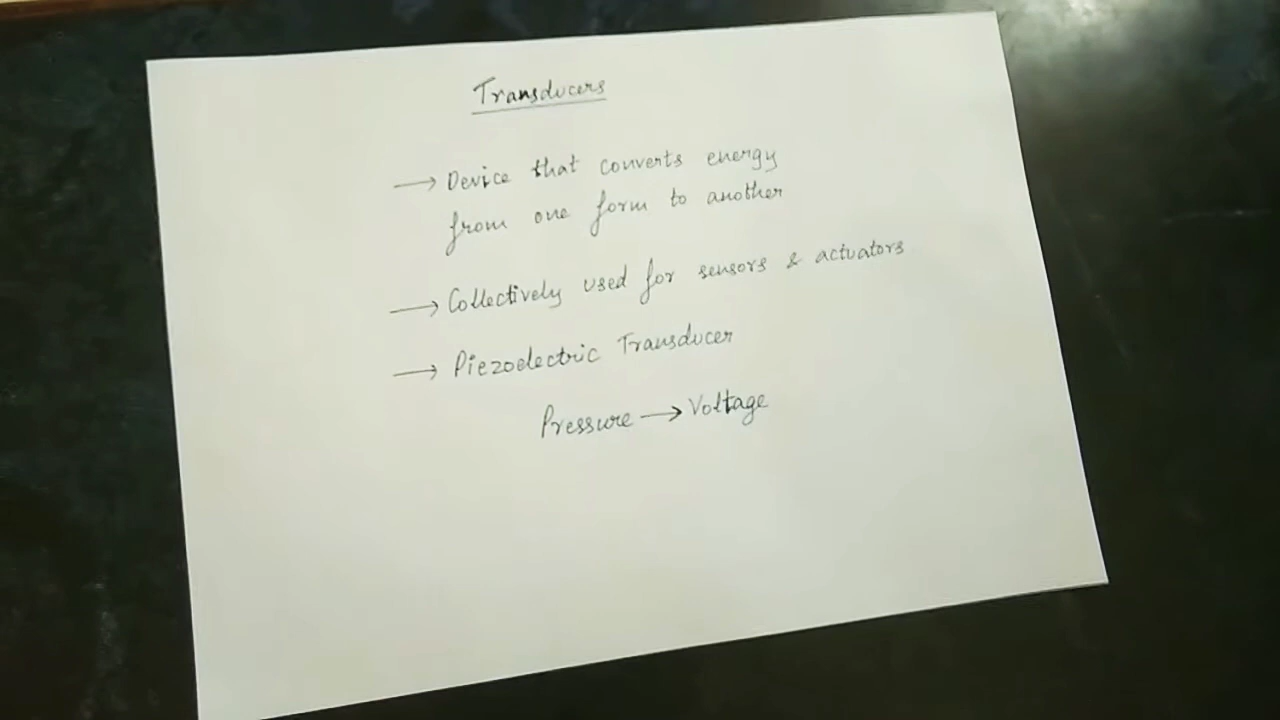 Transducers
→ Device that converts energy
from one form to another
→ Collectively used for sensors & actuators
→ Piezoelectric Transducer
Pressure → Voltage